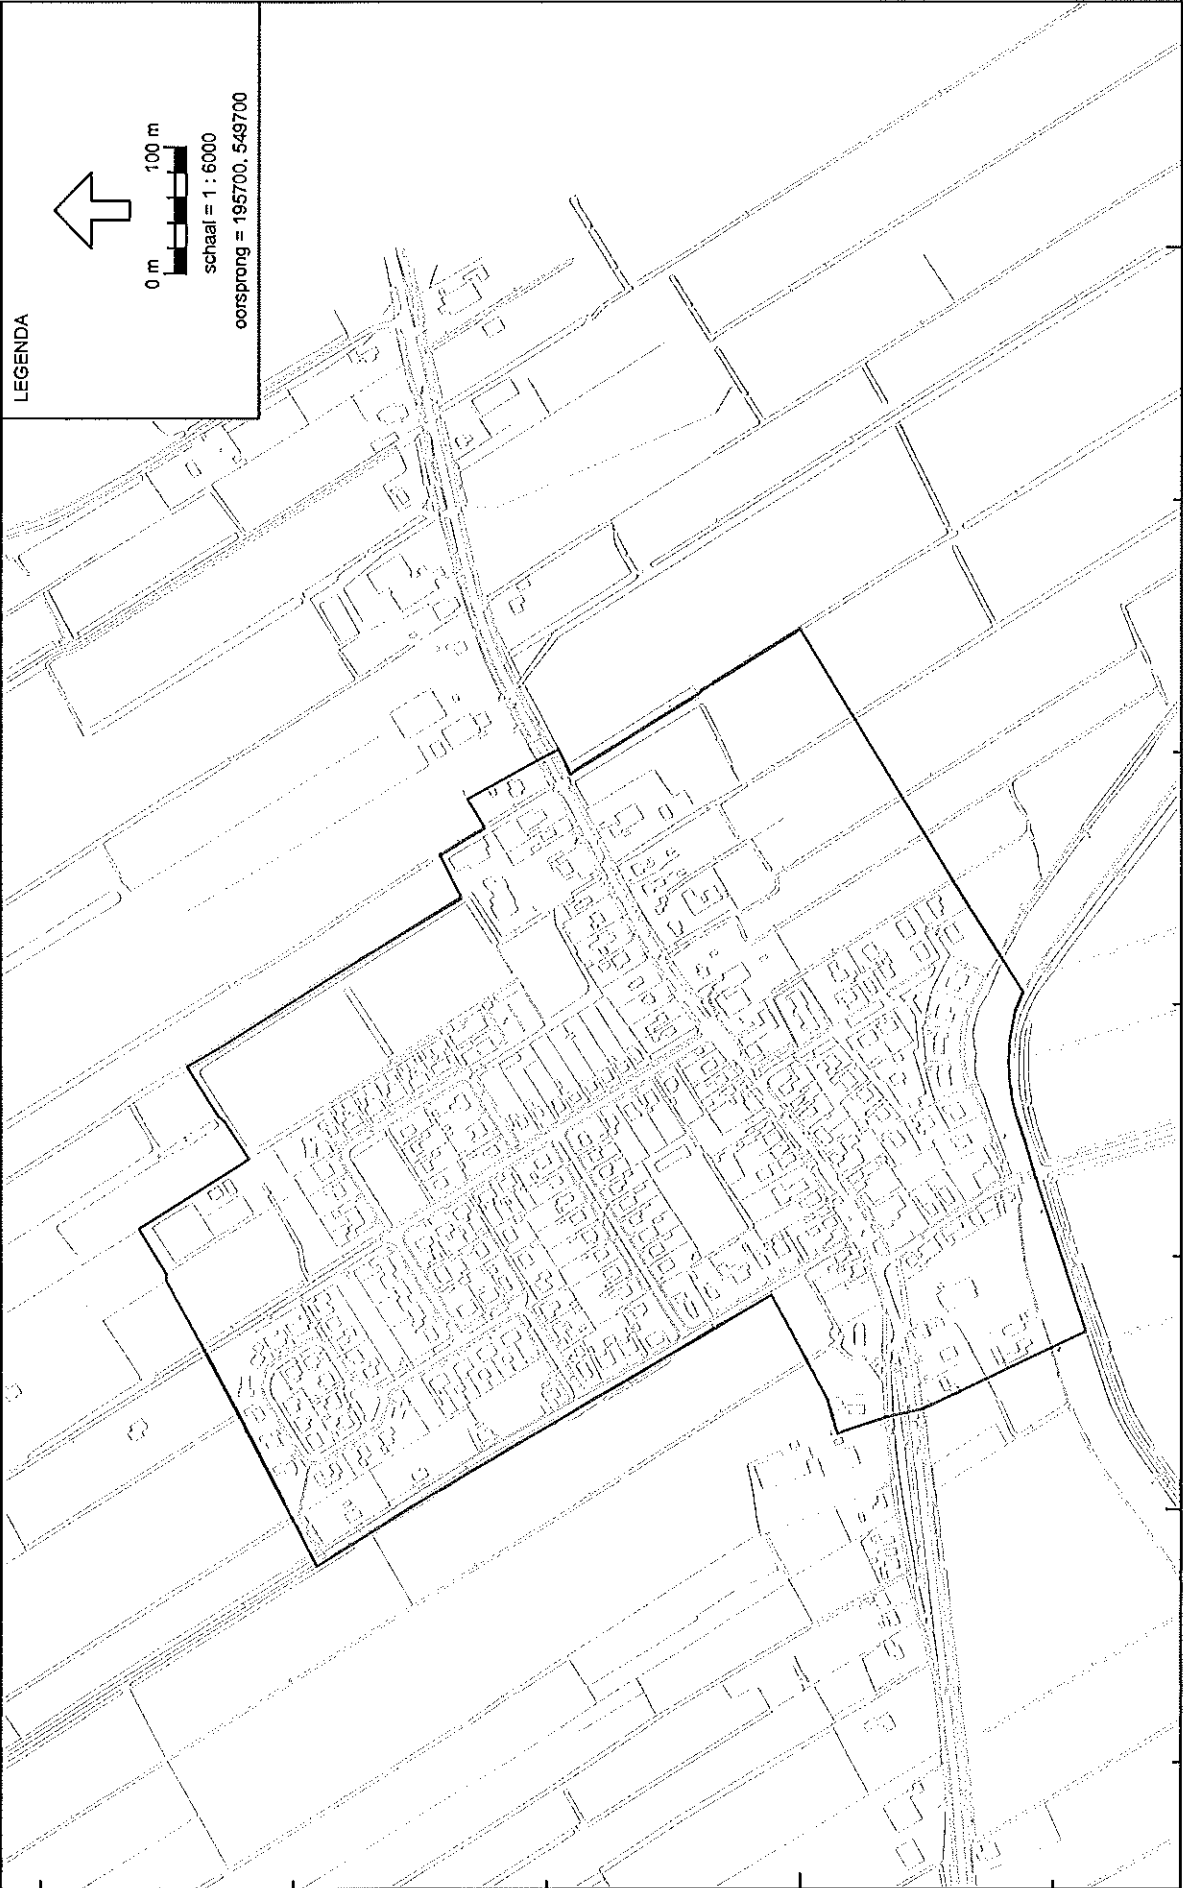 LEGENDA
0 m 100 m
schaal = 1 : 6000
oorsprong = 195700, 549700